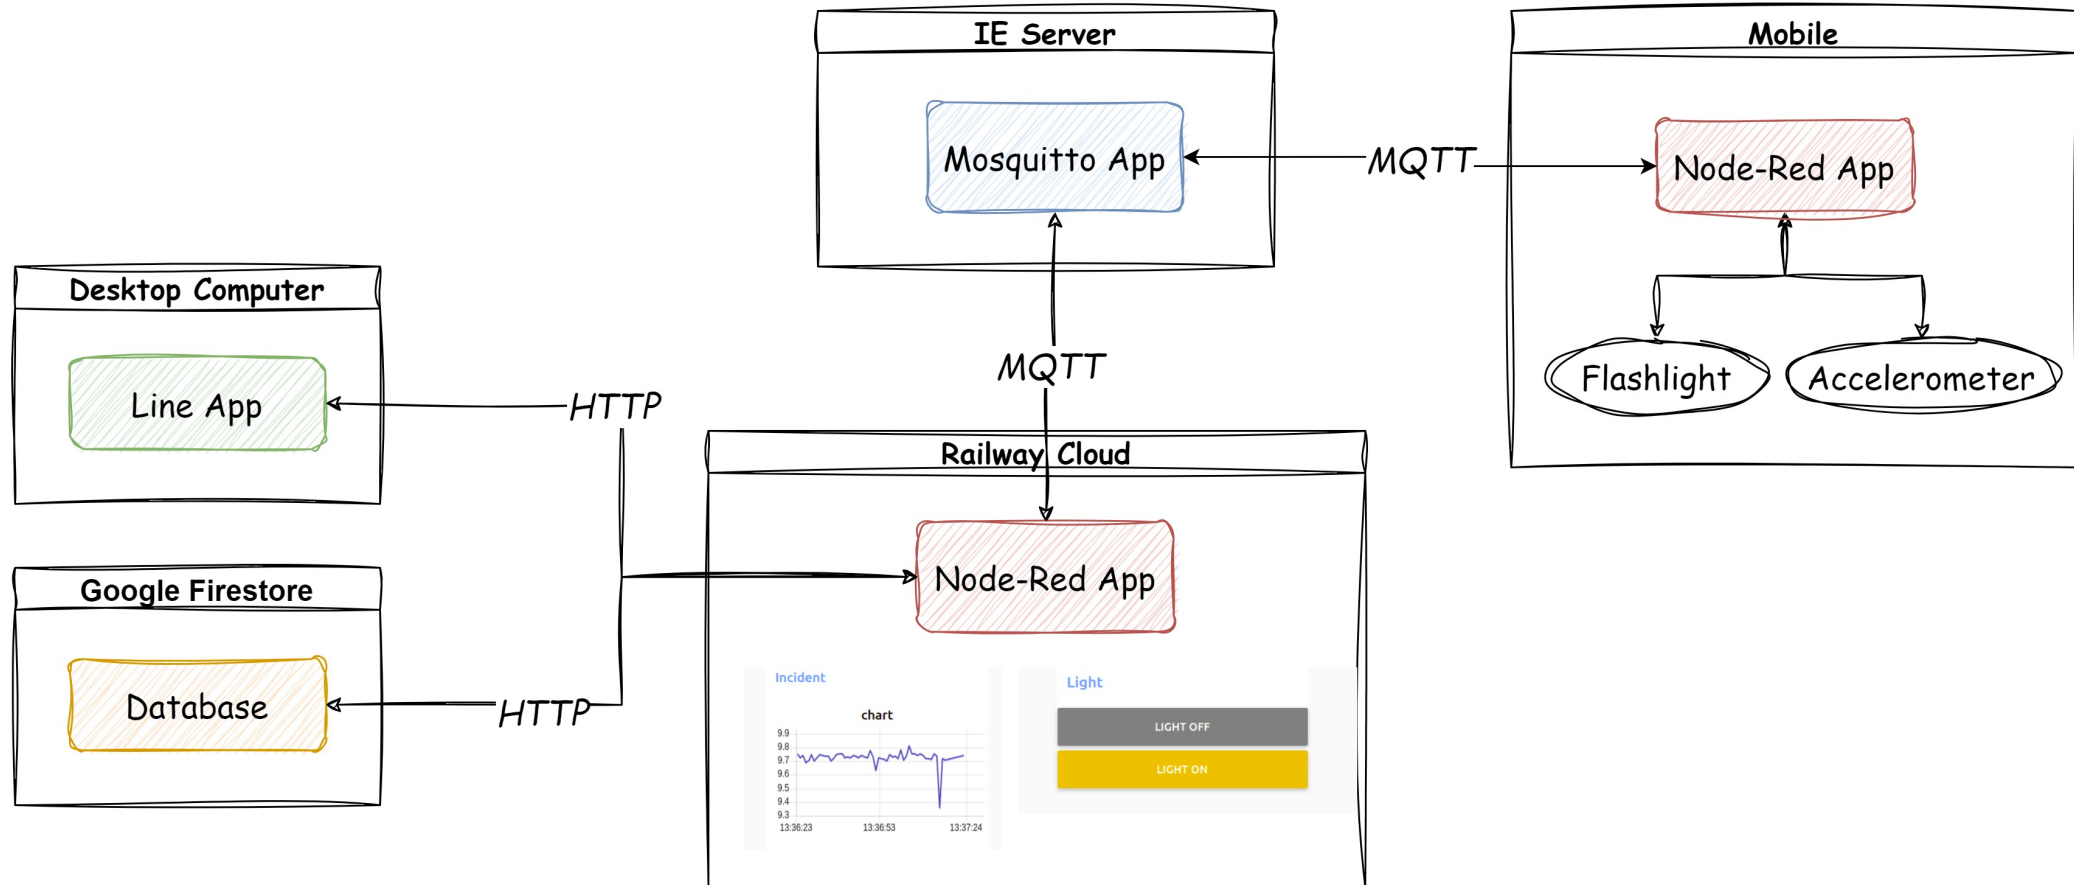 IE Server
Mosquitto App
MQTT
Mobile
Node-Red App
Flashlight
Accelerometer
Desktop Computer
Line App
HTTP
MQTT
Google Firestore
Database
HTTP
Railway Cloud
Node-Red App
Incident
chart
9.9
9.8
9.7
9.6
9.5
9.4
9.3
13:36:23
13:36:53
13:37:24
Light
LIGHT OFF
LIGHT ON